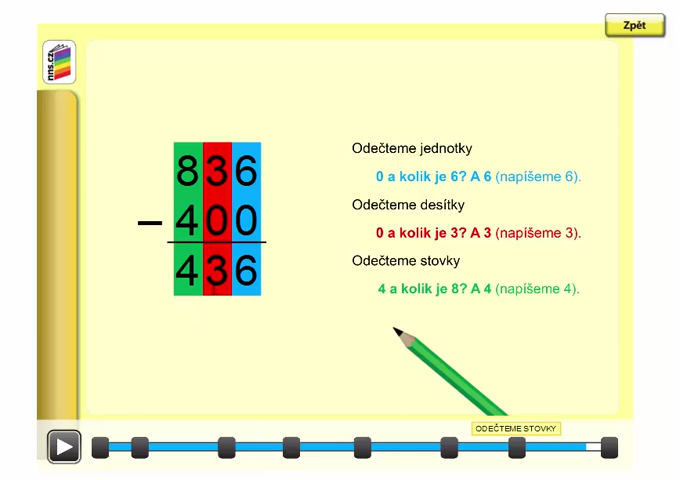 Zpět
nns.cz
836
− 400
436
Odečteme jednotky
0 a kolik je 6? A 6 (napíšeme 6).
Odečteme desítky
0 a kolik je 3? A 3 (napíšeme 3).
Odečteme stovky
4 a kolik je 8? A 4 (napíšeme 4).
ODEČTEME STOVKY